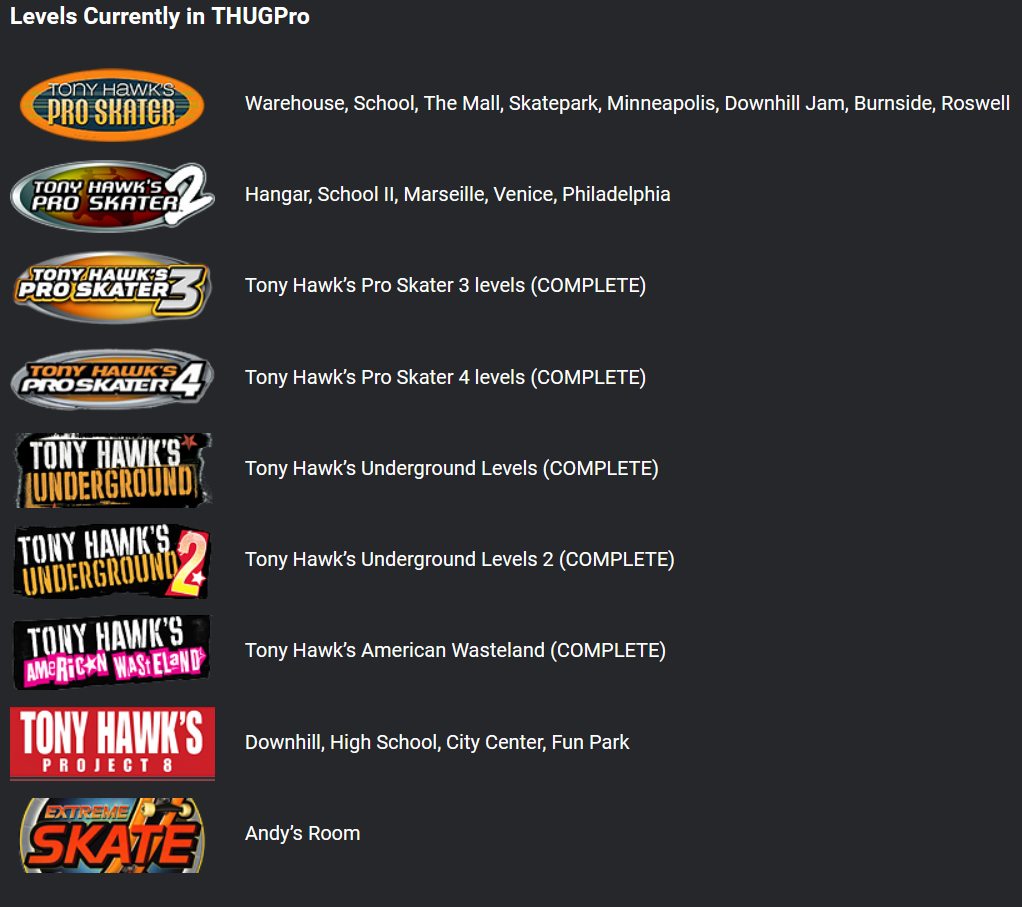 Levels Currently in THUGPro
TONY HAWK'S
PRO SKATER
Warehouse, School, The Mall, Skatepark, Minneapolis, Downhill Jam, Burnside, Roswell
TONY HAWK'S
PRO SKATER 2
Hangar, School II, Marseille, Venice, Philadelphia
TONY HAWK'S
PRO SKATER 3
Tony Hawk’s Pro Skater 3 levels (COMPLETE)
TONY HAWK'S
PRO SKATER 4
Tony Hawk’s Pro Skater 4 levels (COMPLETE)
TONY HAWK'S
UNDERGROUND
Tony Hawk’s Underground Levels (COMPLETE)
TONY HAWK'S
UNDERGROUND 2
Tony Hawk’s Underground Levels 2 (COMPLETE)
TONY HAWK'S
AMERICAN WASTELAND
Tony Hawk’s American Wasteland (COMPLETE)
TONY HAWK'S
PROJECT 8
Downhill, High School, City Center, Fun Park
EXTREME
SKATE
Andy’s Room